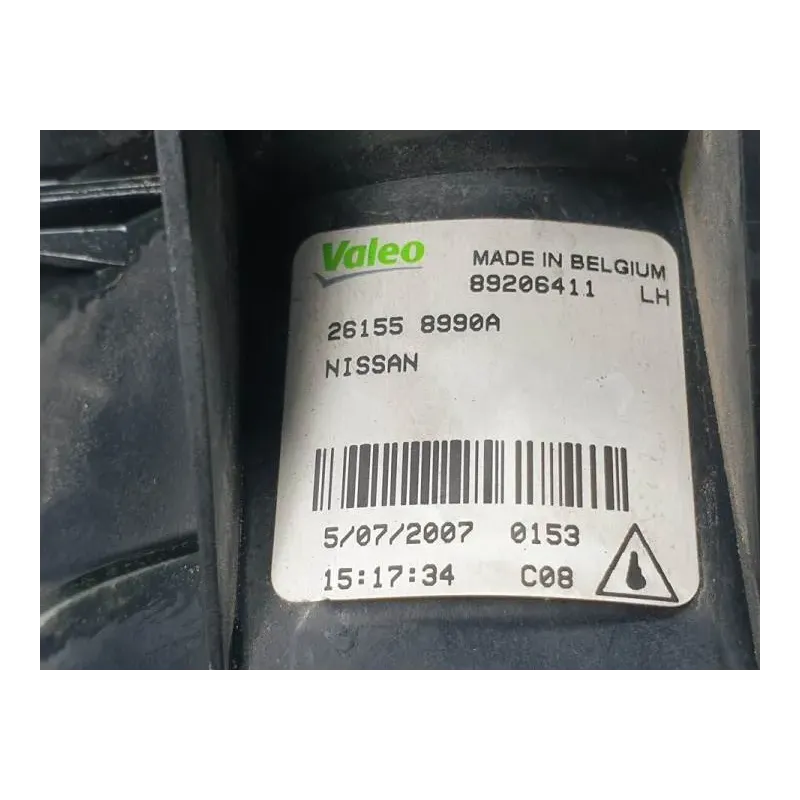 Valeo MADE IN BELGIUM
89206411 LH
26155 8990A
NISSAN
5/07/2007 0153
15:17:34 C08